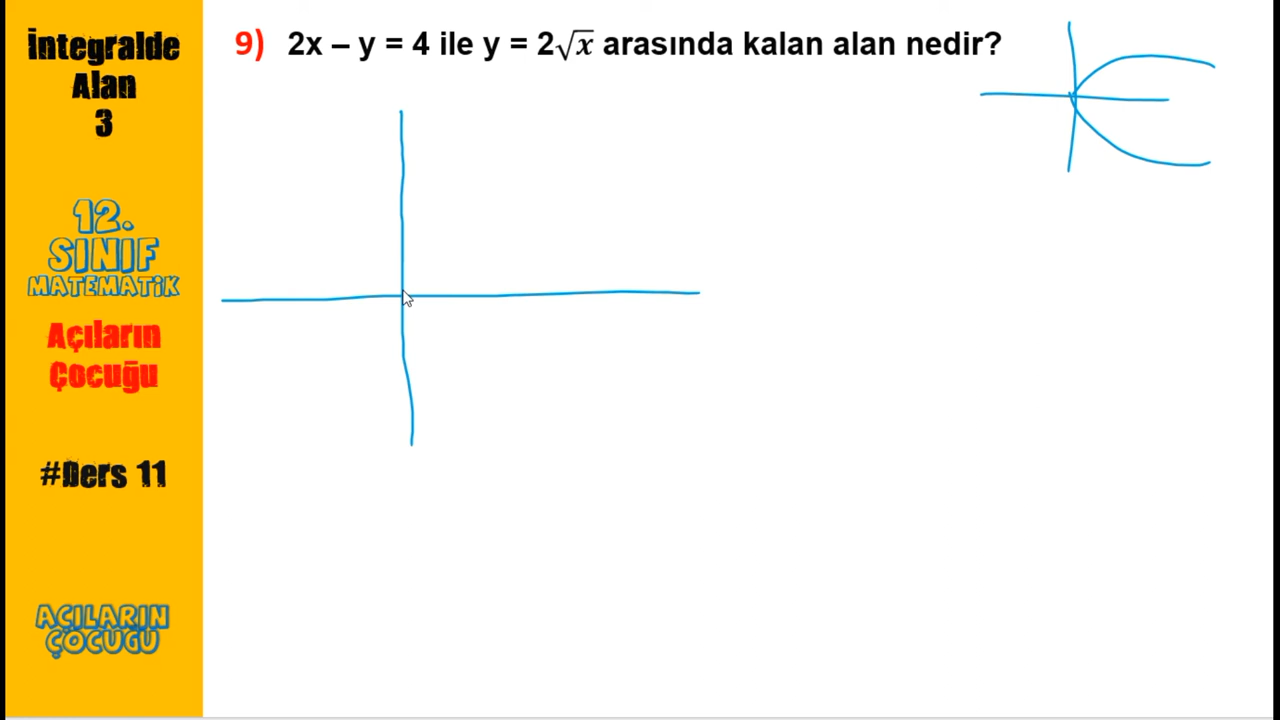 İntegralde
Alan
3
12.
SINIF
MATEMATİK
Açıların
Çocuğu
#Ders 11
AÇILARIN
ÇOCUĞU
9) 2x – y = 4 ile y = 2√x arasında kalan alan nedir?